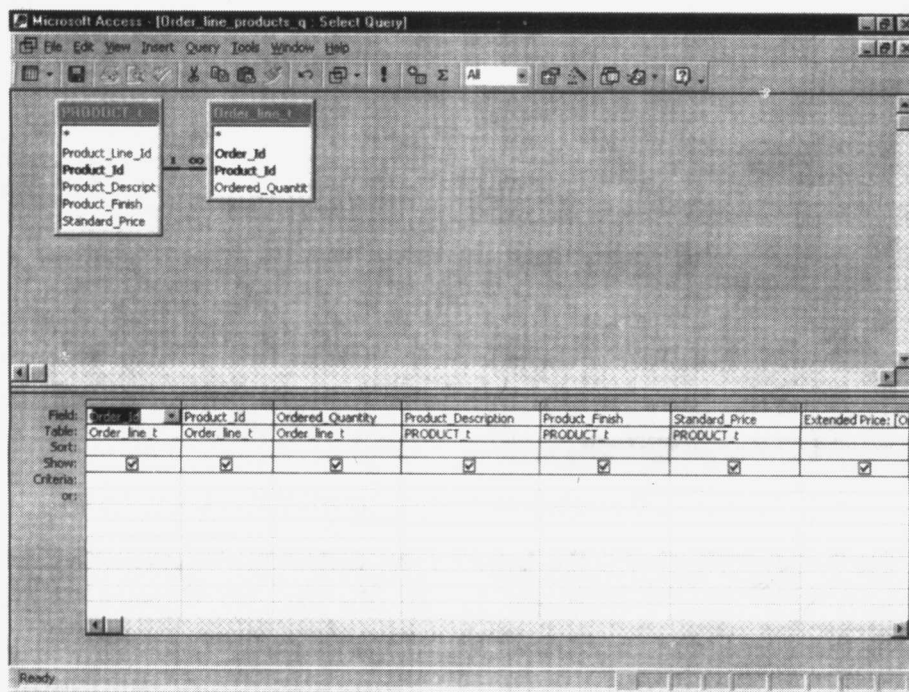 Microsoft Access - [Order_line_products_q : Select Query]
File Edit View Insert Query Tools Window Help
All
PRODUCT_t
*
Product_Line_Id
Product_Id
Product_Descript
Product_Finish
Standard_Price
1 ∞
Order_line_t
*
Order_Id
Product_Id
Ordered_Quantit
Field: Order_Id Product_Id Ordered_Quantity Product_Description Product_Finish Standard_Price Extended Price: [Or
Table: Order_line_t Order_line_t Order_line_t PRODUCT_t PRODUCT_t PRODUCT_t
Sort:
Show:
Criteria:
or:
Ready